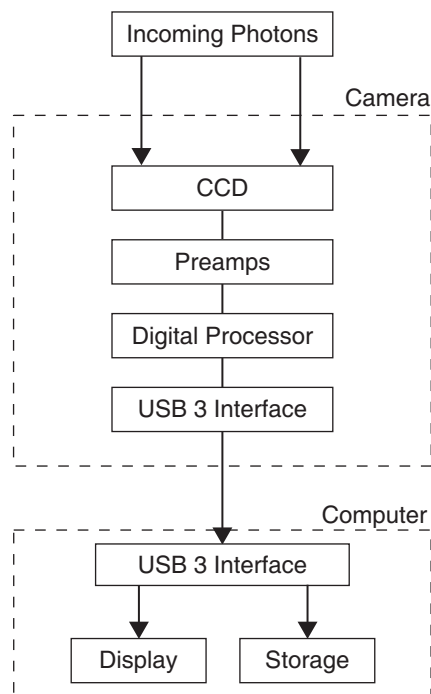 Incoming Photons
Camera
CCD
Preamps
Digital Processor
USB 3 Interface
Computer
USB 3 Interface
Display
Storage